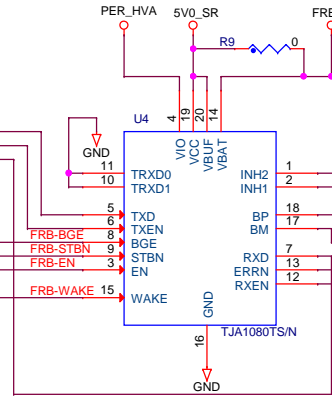 PER_HVA 5V0_SR FRE
R9 0
U4
4 19 20 14
VIO VCC VBUF VBAT
GND
11 TRXD0 INH2 1
10 TRXD1 INH1 2
5 TXD BP 18
6 TXEN BM 17
FRB-BGE 8 BGE RXD 7
FRB-STBN 9 STBN ERRN 13
FRB-EN 3 EN RXEN 12
FRB-WAKE 15 WAKE
GND
16 TJA1080TS/N
GND